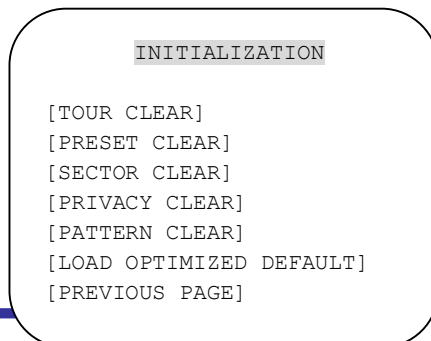 INITIALIZATION
[TOUR CLEAR]
[PRESET CLEAR]
[SECTOR CLEAR]
[PRIVACY CLEAR]
[PATTERN CLEAR]
[LOAD OPTIMIZED DEFAULT]
[PREVIOUS PAGE]